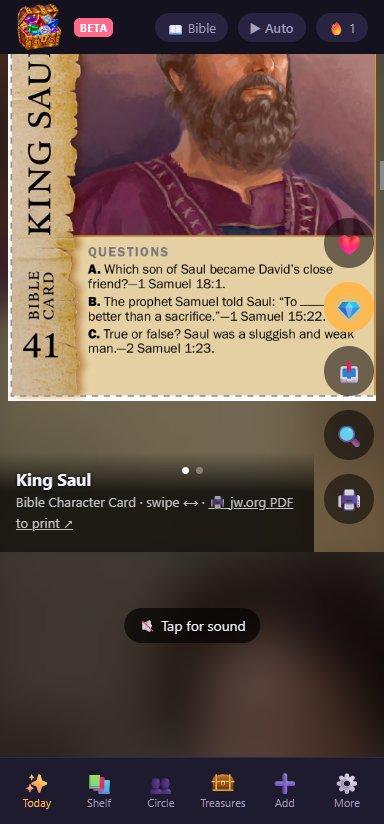 BETA
Bible
Auto
1
KING SAUL
BIBLE
CARD
41
QUESTIONS
A. Which son of Saul became David's close
friend?—1 Samuel 18:1.
B. The prophet Samuel told Saul: “To ____
better than a sacrifice.”—1 Samuel 15:22.
C. True or false? Saul was a sluggish and weak
man.—2 Samuel 1:23.
King Saul
Bible Character Card · swipe ↔ · jw.org PDF
to print ↗
Tap for sound
Today
Shelf
Circle
Treasures
Add
More